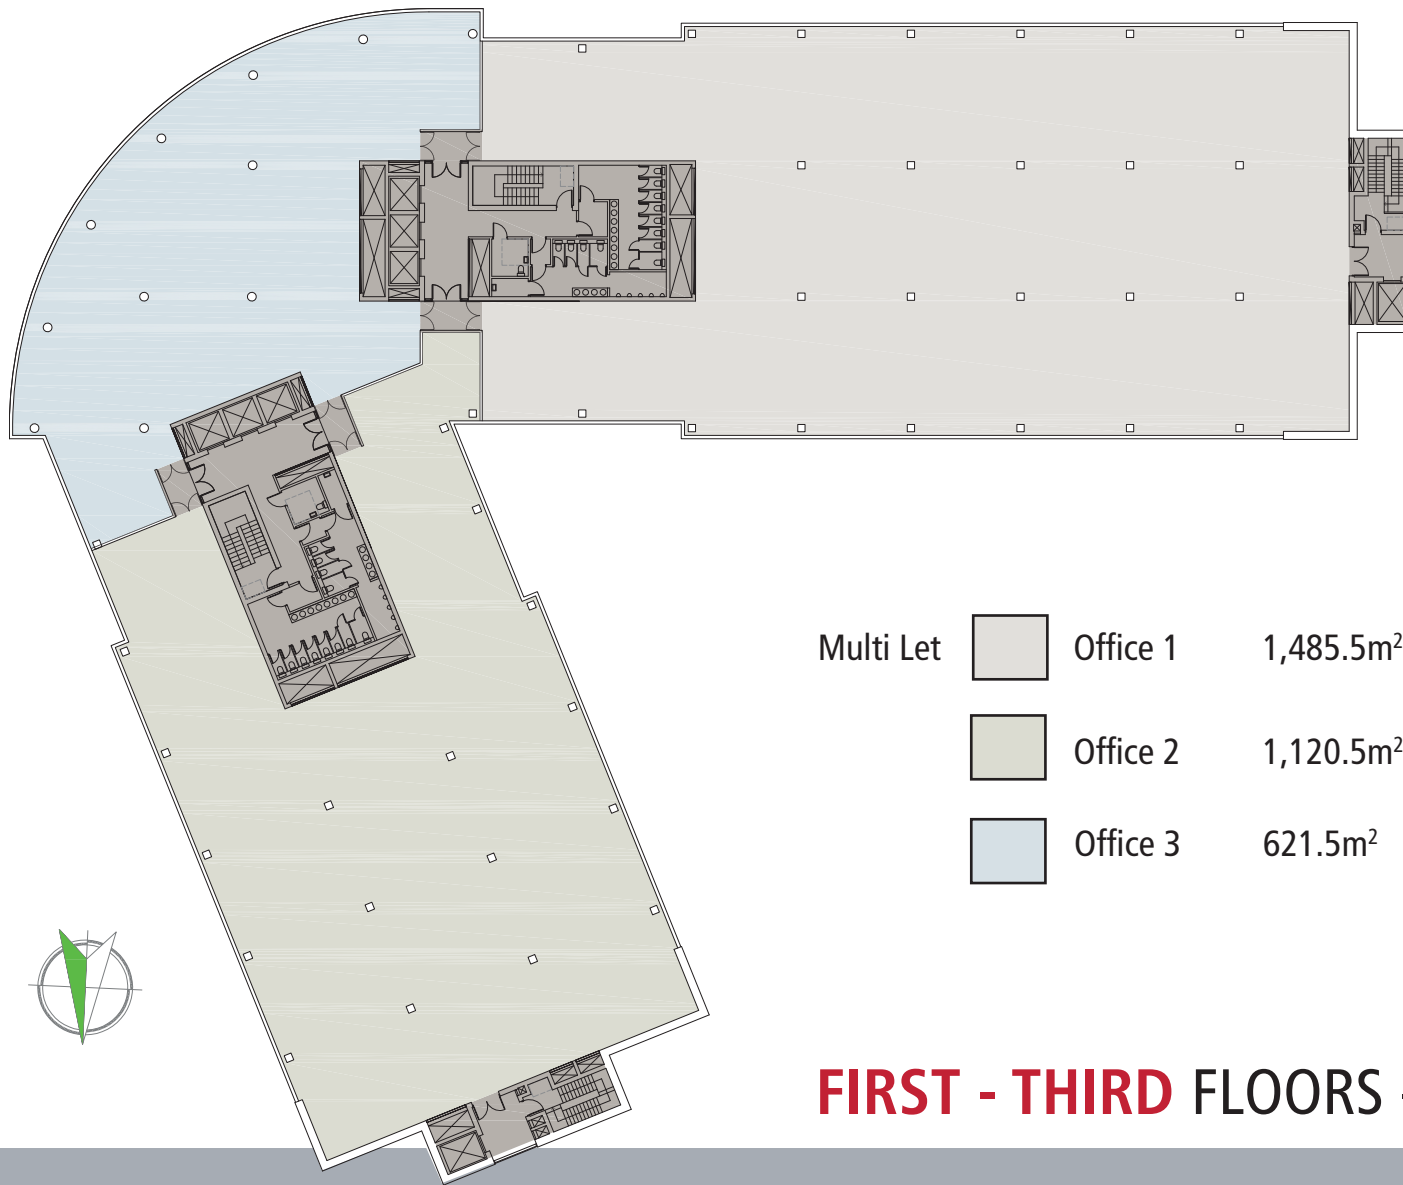 Multi Let Office 1 1,485.5m²
Office 2 1,120.5m²
Office 3 621.5m²
FIRST - THIRD FLOORS -